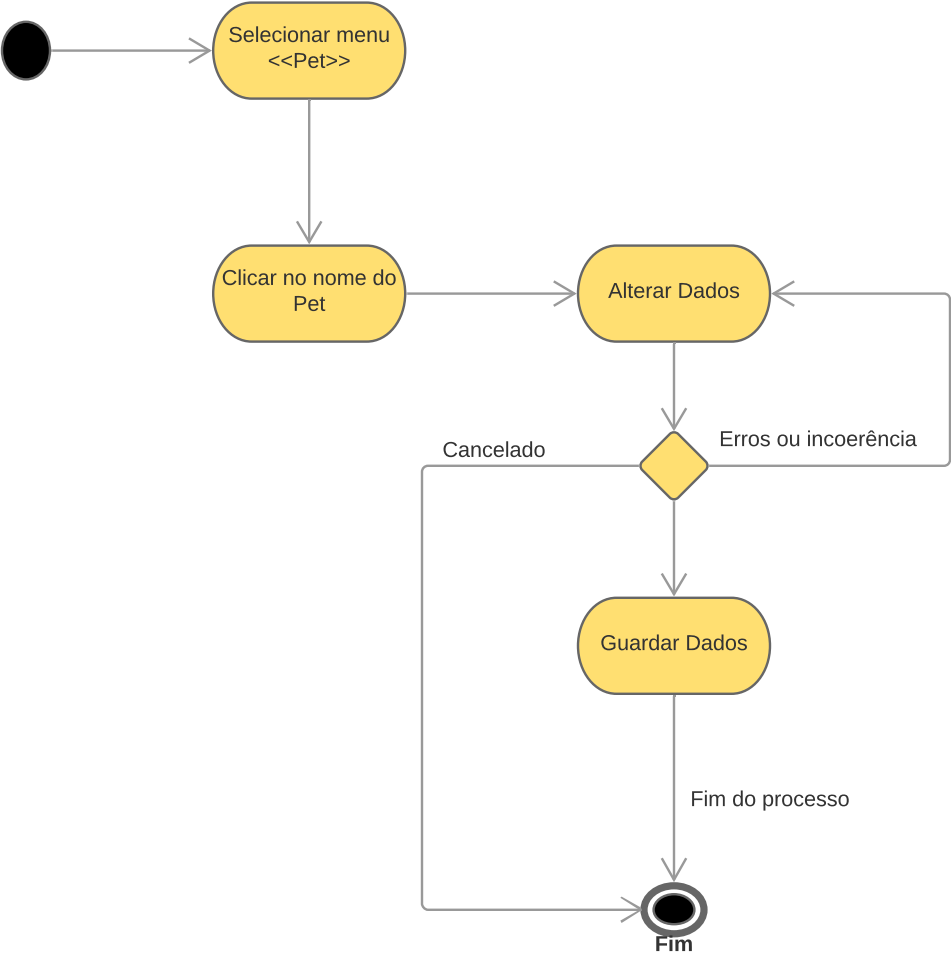 Selecionar menu
<<Pet>>
Clicar no nome do
Pet
Alterar Dados
Erros ou incoerência
Cancelado
Guardar Dados
Fim do processo
Fim